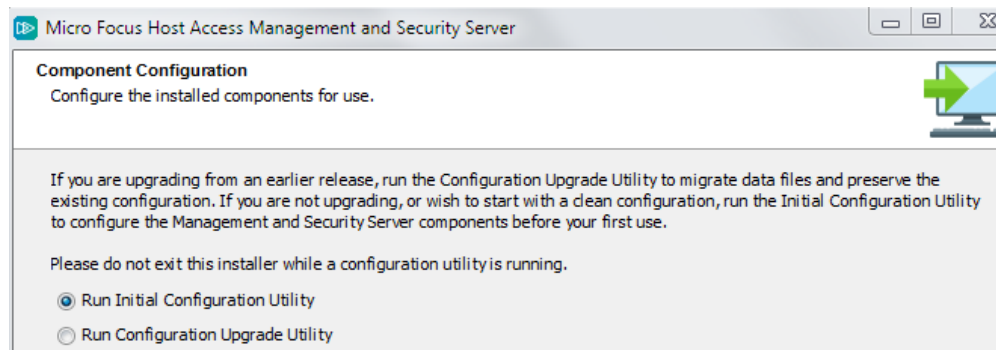 Micro Focus Host Access Management and Security Server
Component Configuration
Configure the installed components for use.
If you are upgrading from an earlier release, run the Configuration Upgrade Utility to migrate data files and preserve the
existing configuration. If you are not upgrading, or wish to start with a clean configuration, run the Initial Configuration Utility
to configure the Management and Security Server components before your first use.
Please do not exit this installer while a configuration utility is running.
Run Initial Configuration Utility
Run Configuration Upgrade Utility